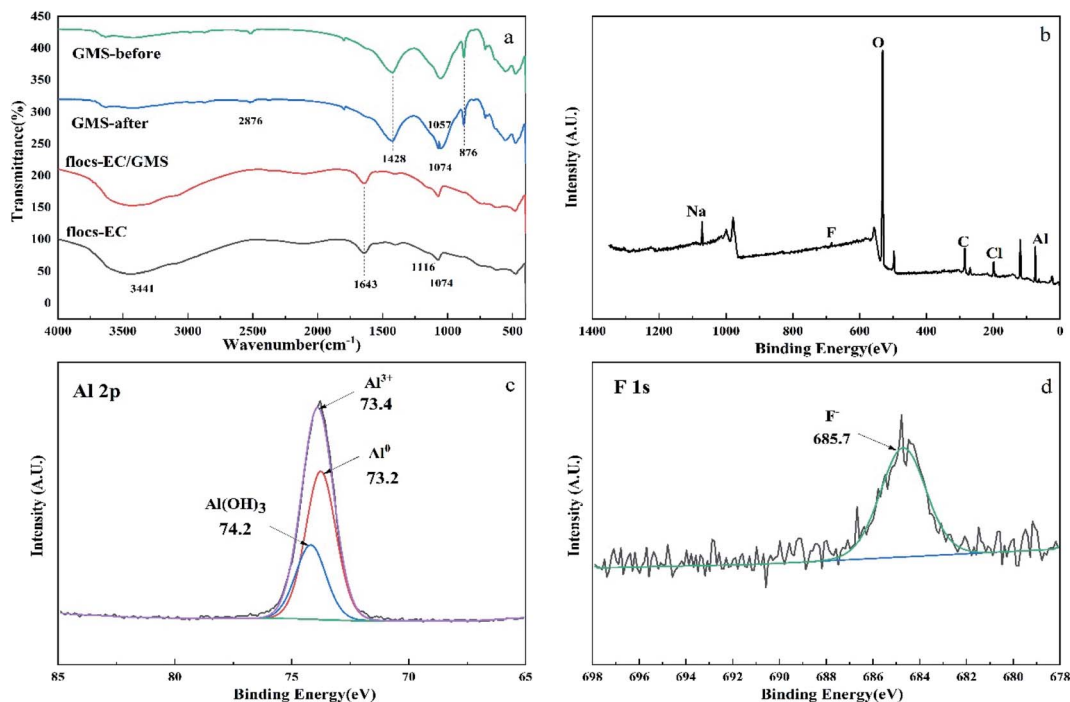 a
450
400
350
300
250
200
150
100
50
0
Transmittance(%)
GMS-before
GMS-after
flocs-EC/GMS
flocs-EC
2876
1428
1057
1074
876
3441
1643
1116
1074
4000
3500
3000
2500
2000
1500
1000
500
Wavenumber(cm⁻¹)
b
Intensity (A.U.)
Na
F
O
C
Cl
Al
1400
1200
1000
800
600
400
200
0
Binding Energy(eV)
Al 2p
c
Al³⁺
73.4
Al⁰
73.2
Al(OH)₃
74.2
Intensity (A.U.)
85
80
75
70
65
Binding Energy(eV)
F 1s
d
F⁻
685.7
Intensity (A.U.)
698
696
694
692
690
688
686
684
682
680
678
Binding Energy(eV)